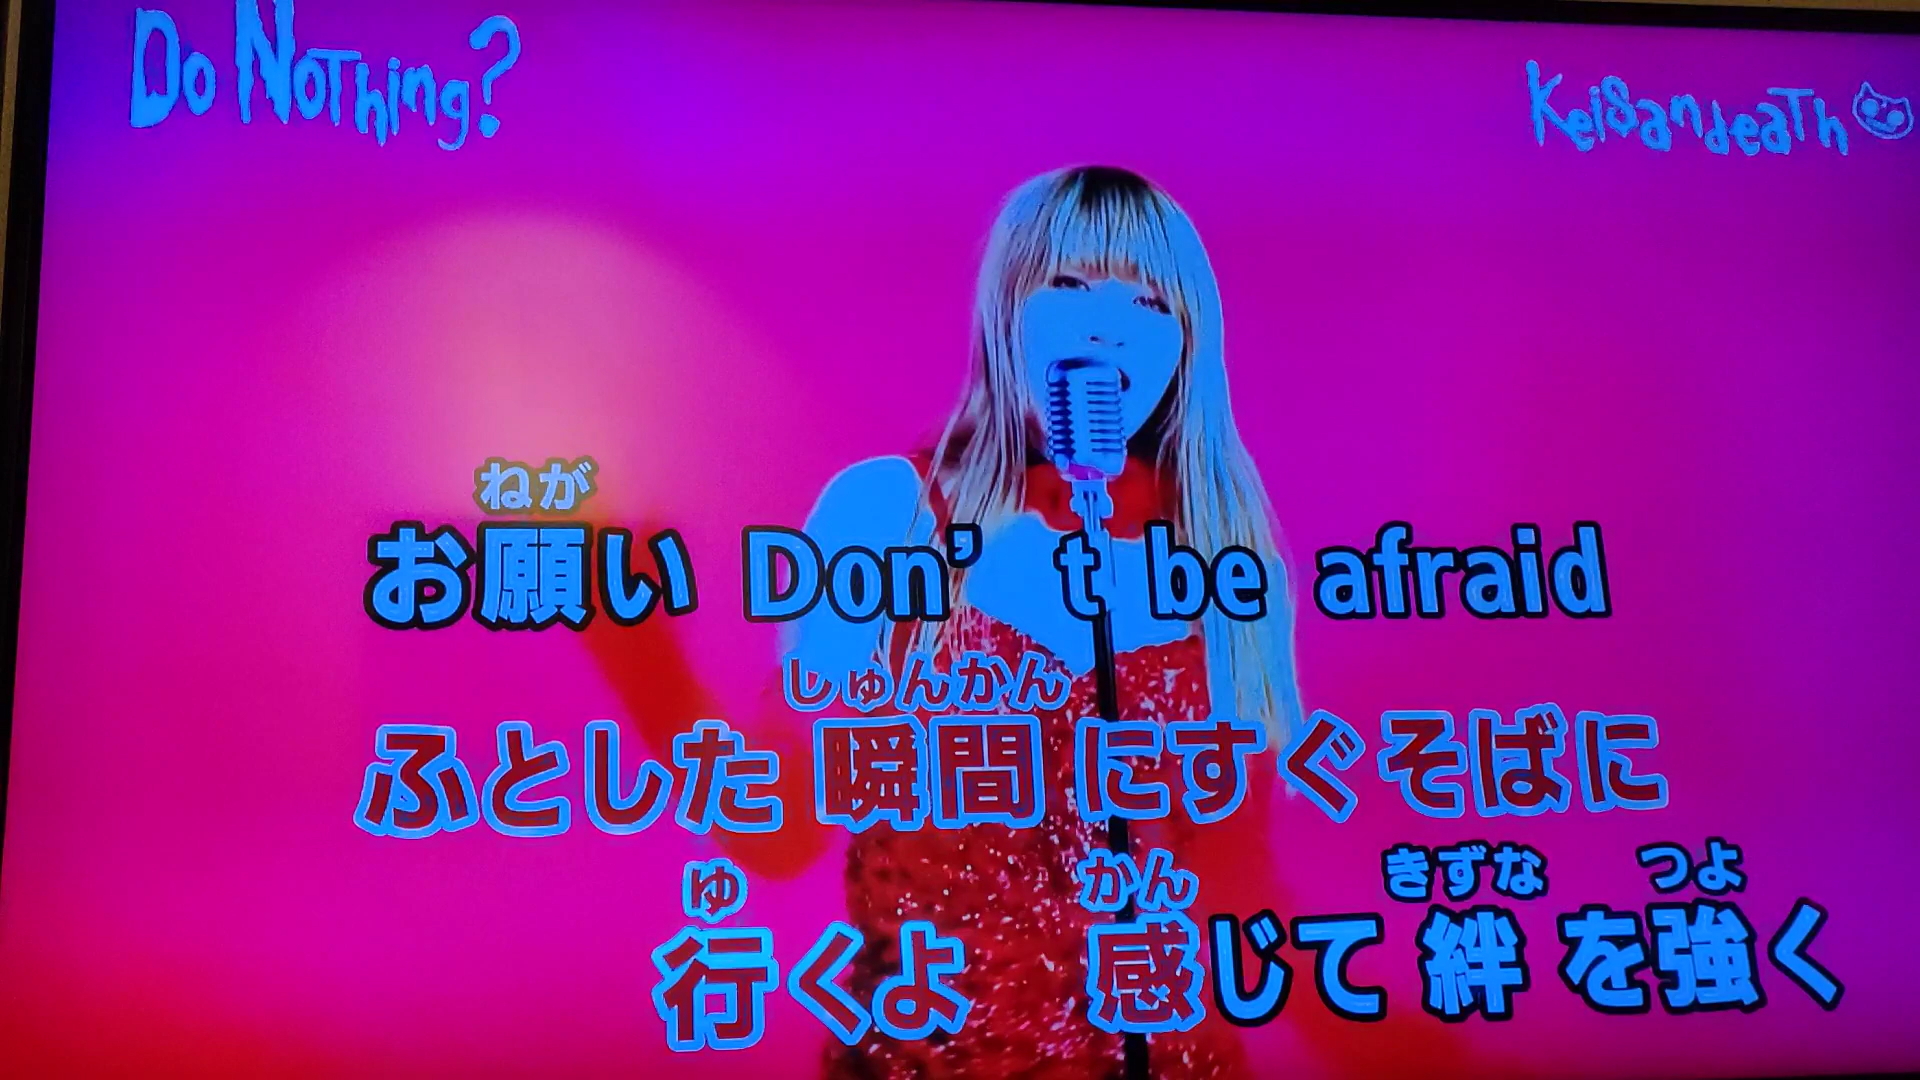 Do NoThing?
KeiSandeaTh
ねが
お願い Don't be afraid
しゅんかん
ふとした瞬間にすぐそばに
ゆ かん きずな つよ
行くよ 感じて絆を強く